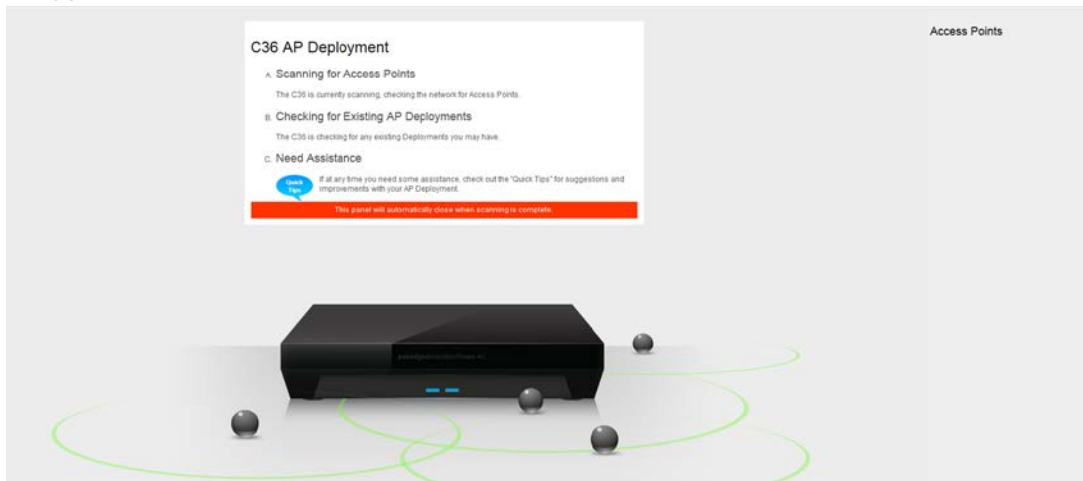 C36 AP Deployment
A. Scanning for Access Points
The C36 is currently scanning, checking the network for Access Points.
B. Checking for Existing AP Deployments
The C36 is checking for any existing Deployments you may have.
C. Need Assistance
Quick
Tips
If at any time you need some assistance, check out the "Quick Tips" for suggestions and
improvements with your AP Deployment.
This panel will automatically close when scanning is complete.
Access Points